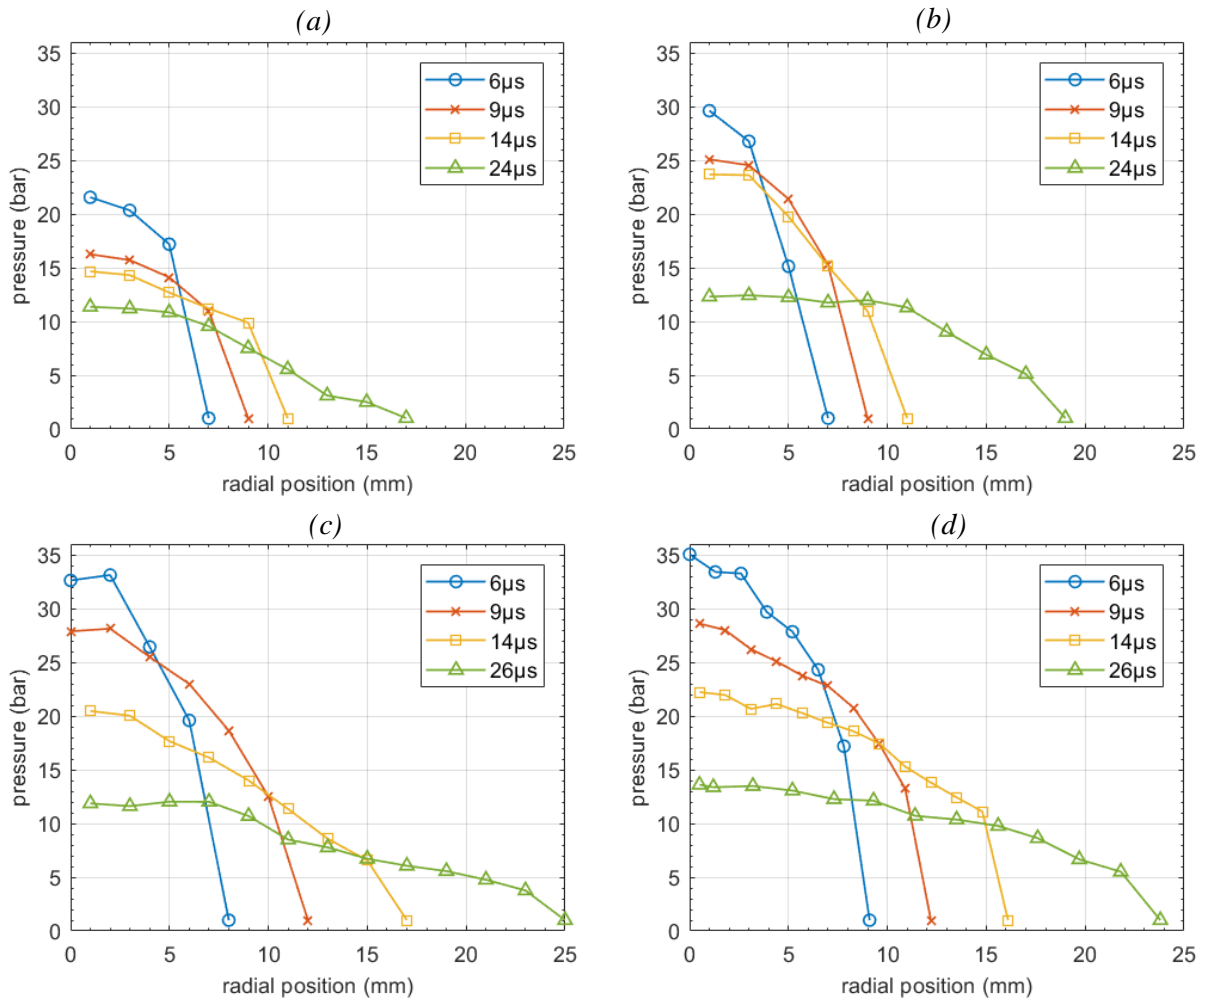 (a)
35
30
25
20
15
10
5
0
pressure (bar)
6μs
9μs
14μs
24μs
0 5 10 15 20 25
radial position (mm)
(b)
35
30
25
20
15
10
5
0
pressure (bar)
6μs
9μs
14μs
24μs
0 5 10 15 20 25
radial position (mm)
(c)
35
30
25
20
15
10
5
0
pressure (bar)
6μs
9μs
14μs
26μs
0 5 10 15 20 25
radial position (mm)
(d)
35
30
25
20
15
10
5
0
pressure (bar)
6μs
9μs
14μs
26μs
0 5 10 15 20 25
radial position (mm)